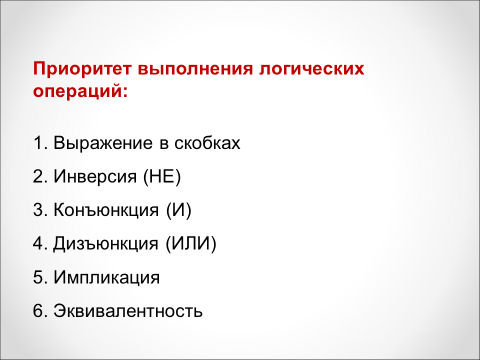 Приоритет выполнения логических
операций:
1. Выражение в скобках
2. Инверсия (НЕ)
3. Конъюнкция (И)
4. Дизъюнкция (ИЛИ)
5. Импликация
6. Эквивалентность